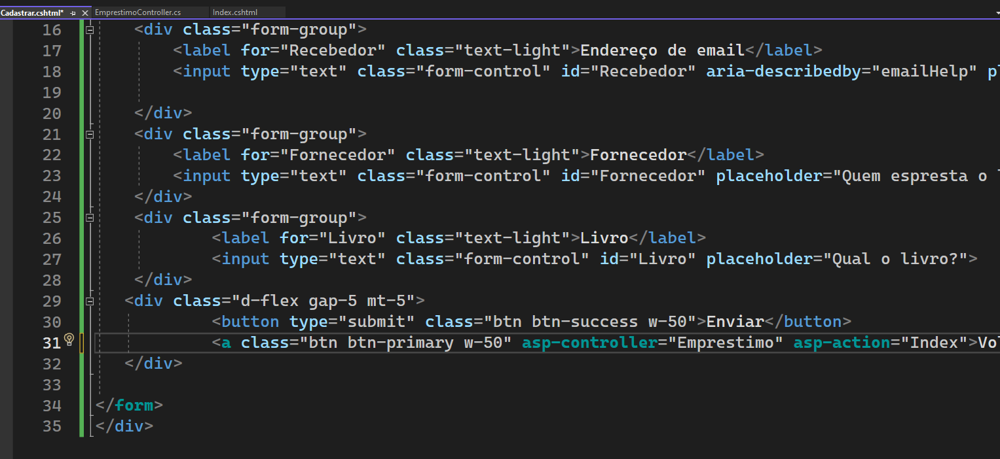 Cadastrar.cshtml* EmprestimoController.cs Index.cshtml
16 <div class="form-group">
17 <label for="Recebedor" class="text-light">Endereço de email</label>
18 <input type="text" class="form-control" id="Recebedor" aria-describedby="emailHelp"
19
20 </div>
21 <div class="form-group">
22 <label for="Fornecedor" class="text-light">Fornecedor</label>
23 <input type="text" class="form-control" id="Fornecedor" placeholder="Quem espresta o
24 </div>
25 <div class="form-group">
26 <label for="Livro" class="text-light">Livro</label>
27 <input type="text" class="form-control" id="Livro" placeholder="Qual o livro?">
28 </div>
29 <div class="d-flex gap-5 mt-5">
30 <button type="submit" class="btn btn-success w-50">Enviar</button>
31 <a class="btn btn-primary w-50" asp-controller="Emprestimo" asp-action="Index">
32 </div>
33
34 </form>
35 </div>